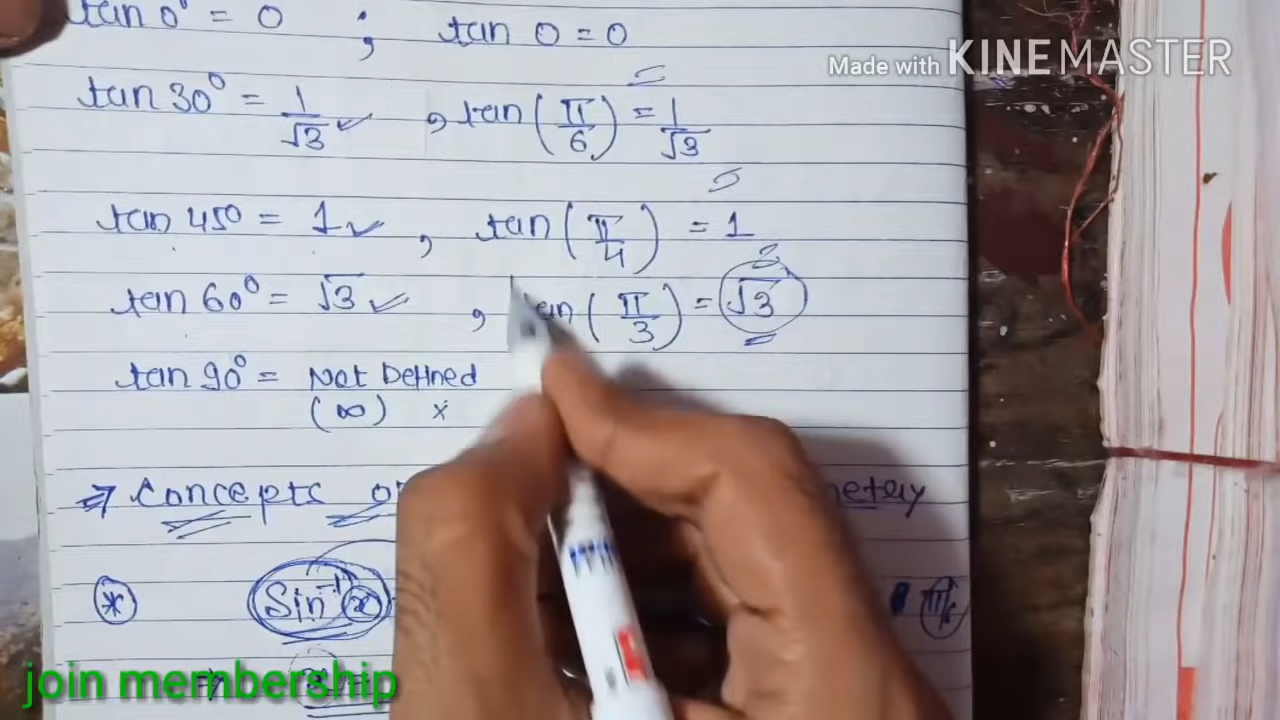 tan 0° = 0 ; tan 0 = 0
Made with KINEMASTER
tan 30° = 1/√3 , tan(π/6) = 1/√3
tan 45° = 1 , tan(π/4) = 1
tan 60° = √3 , tan(π/3) = √3
tan 90° = Not Defined
(∞) ×
⇒ Concepts
* Sin⁻¹(x)
join membership